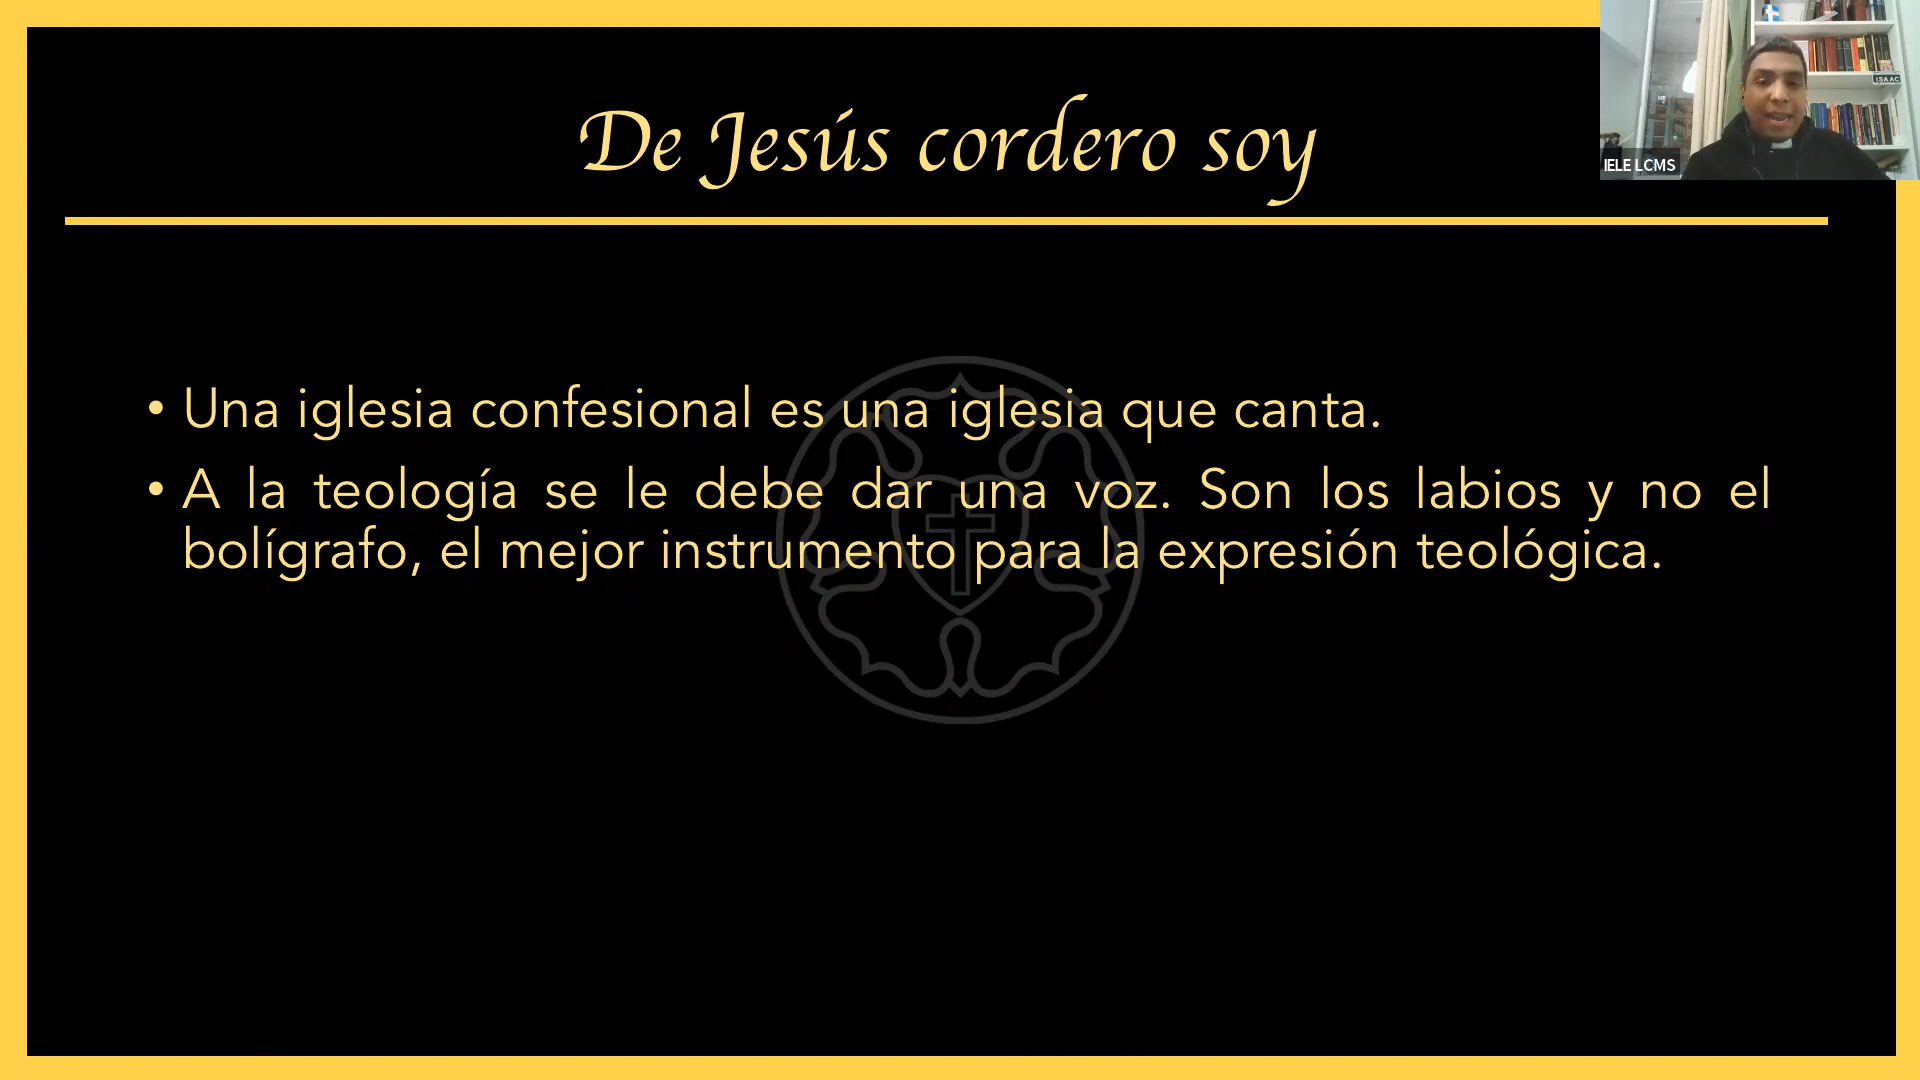 De Jesús cordero soy
ISAAC
IELE LCMS
• Una iglesia confesional es una iglesia que canta.
• A la teología se le debe dar una voz. Son los labios y no el
bolígrafo, el mejor instrumento para la expresión teológica.